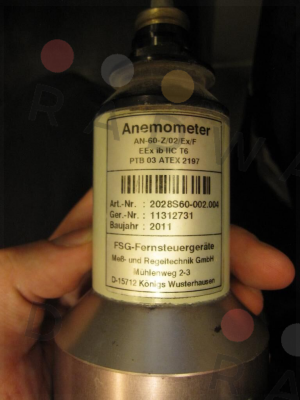 Anemometer
AN-60-Z/02/Ex/F
EEx ib IIC T6
PTB 03 ATEX 2197
Art.-Nr. : 2028S60-002.004
Ger.-Nr. : 11312731
Baujahr : 2011
FSG-Fernsteuergeräte
Meß- und Regeltechnik GmbH
Mühlenweg 2-3
D-15712 Königs Wusterhausen